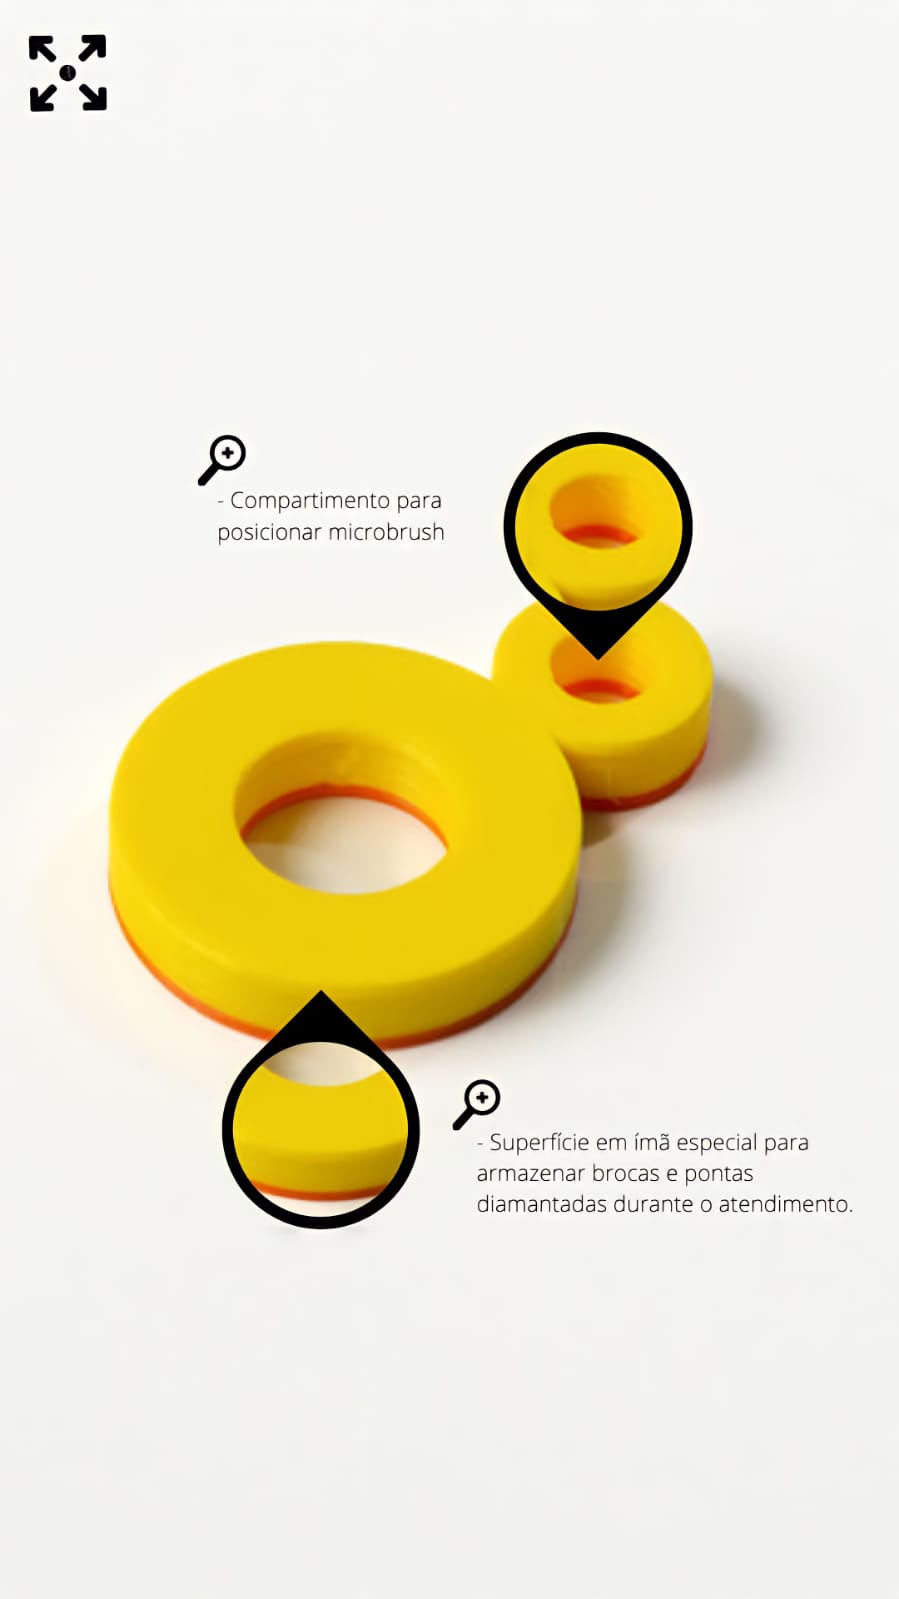 - Compartimento para
posicionar microbrush
- Superfície em ímã especial para
armazenar brocas e pontas
diamantadas durante o atendimento.